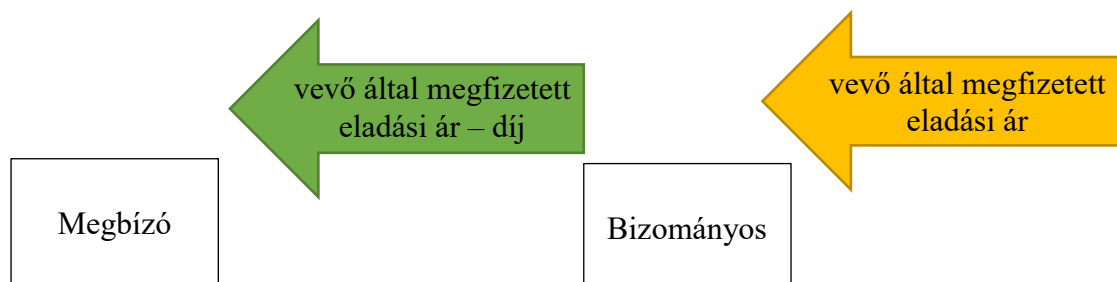 vevő által megfizetett
eladási ár – díj
vevő által megfizetett
eladási ár
Megbízó
Bizományos